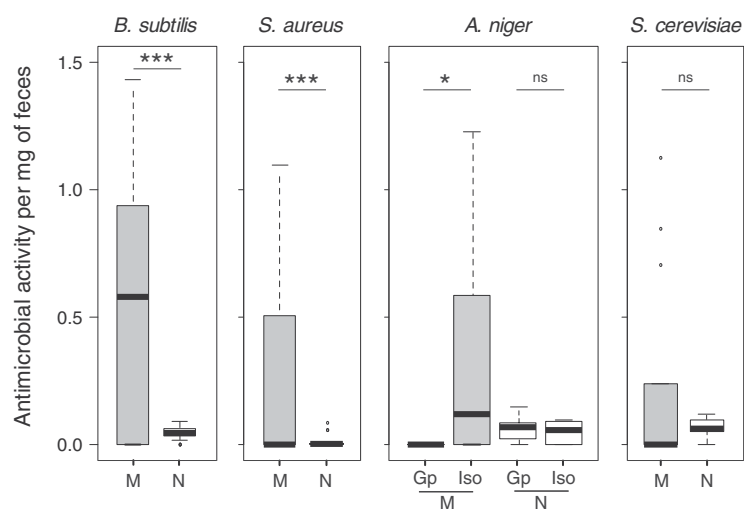 B. subtilis S. aureus A. niger S. cerevisiae
Antimicrobial activity per mg of feces
1.5
1.0
0.5
0.0
*** *** * ns ns
M N M N Gp Iso Gp Iso M N
M N